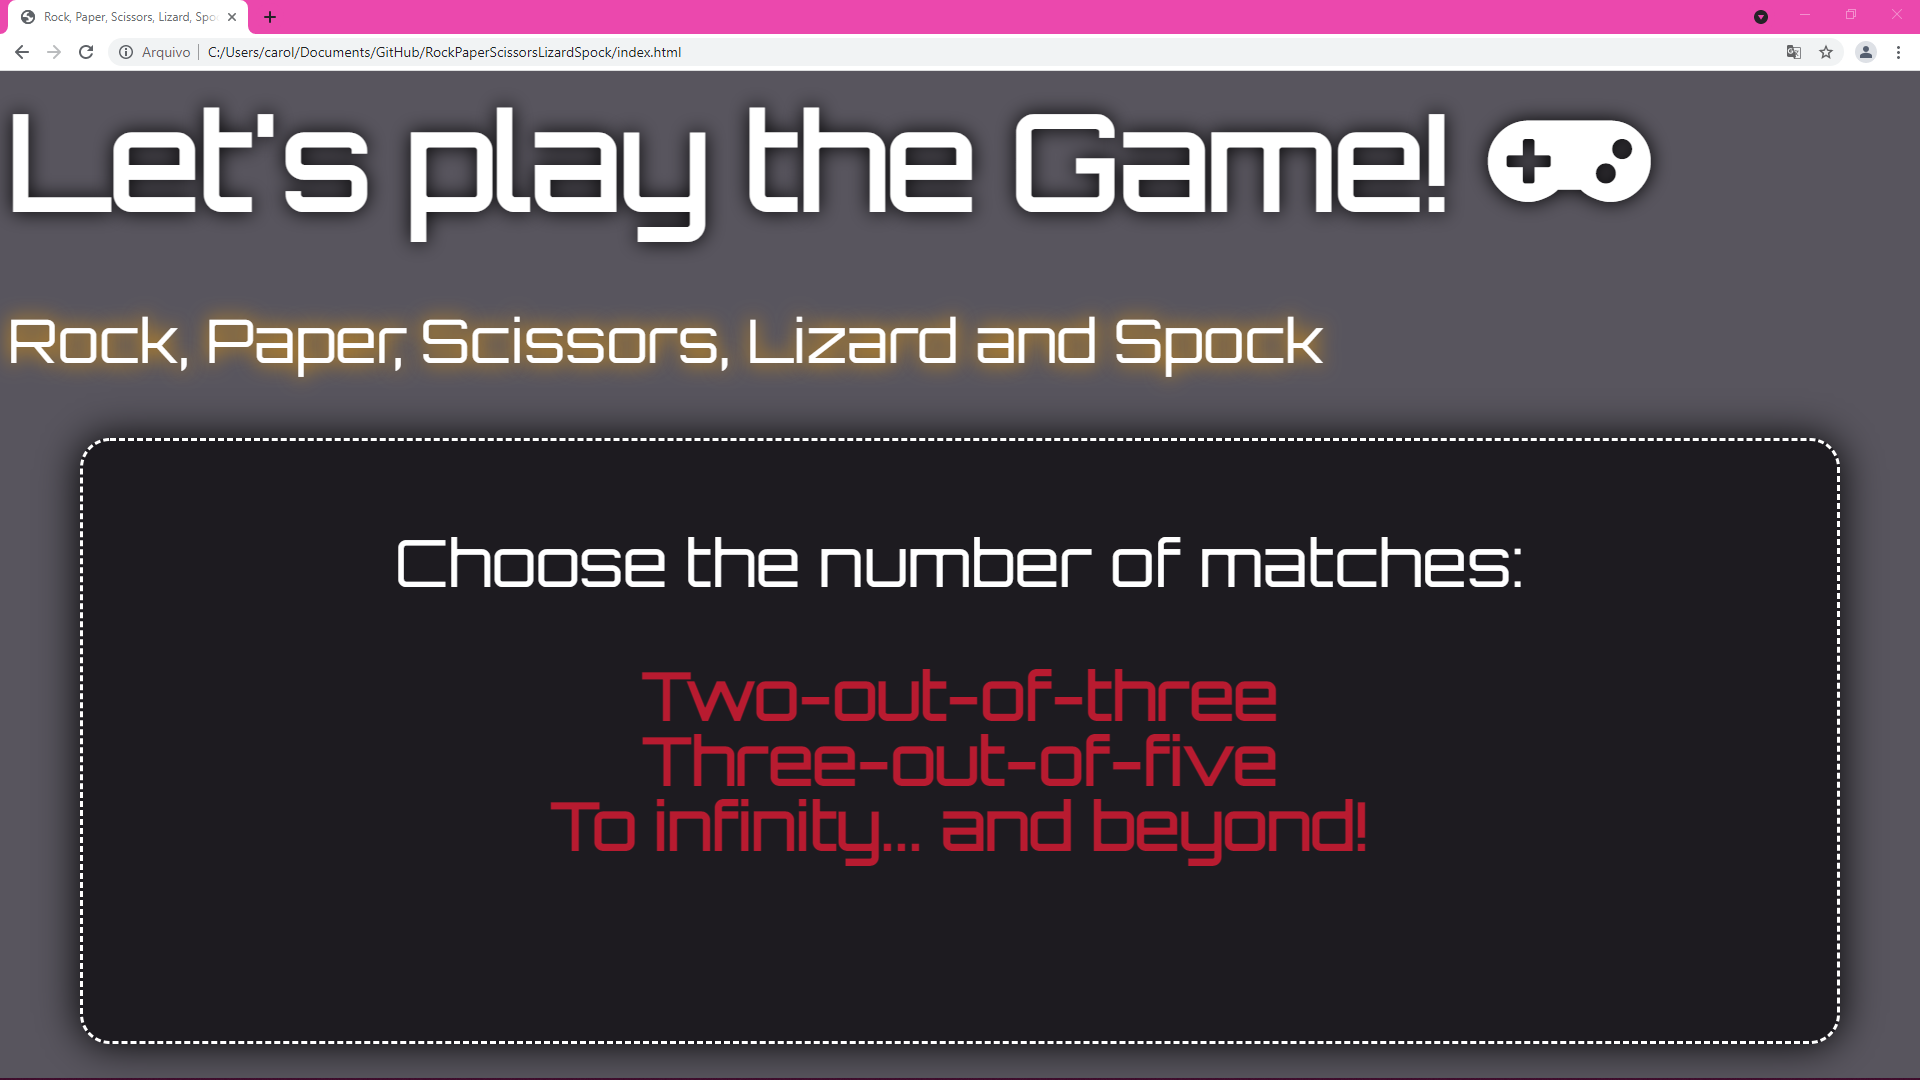 Rock, Paper, Scissors, Lizard, Spo
Arquivo | C:/Users/carol/Documents/GitHub/RockPaperScissorsLizardSpock/index.html
Let's play the Game!
Rock, Paper, Scissors, Lizard and Spock
Choose the number of matches:
Two-out-of-three
Three-out-of-five
To infinity... and beyond!